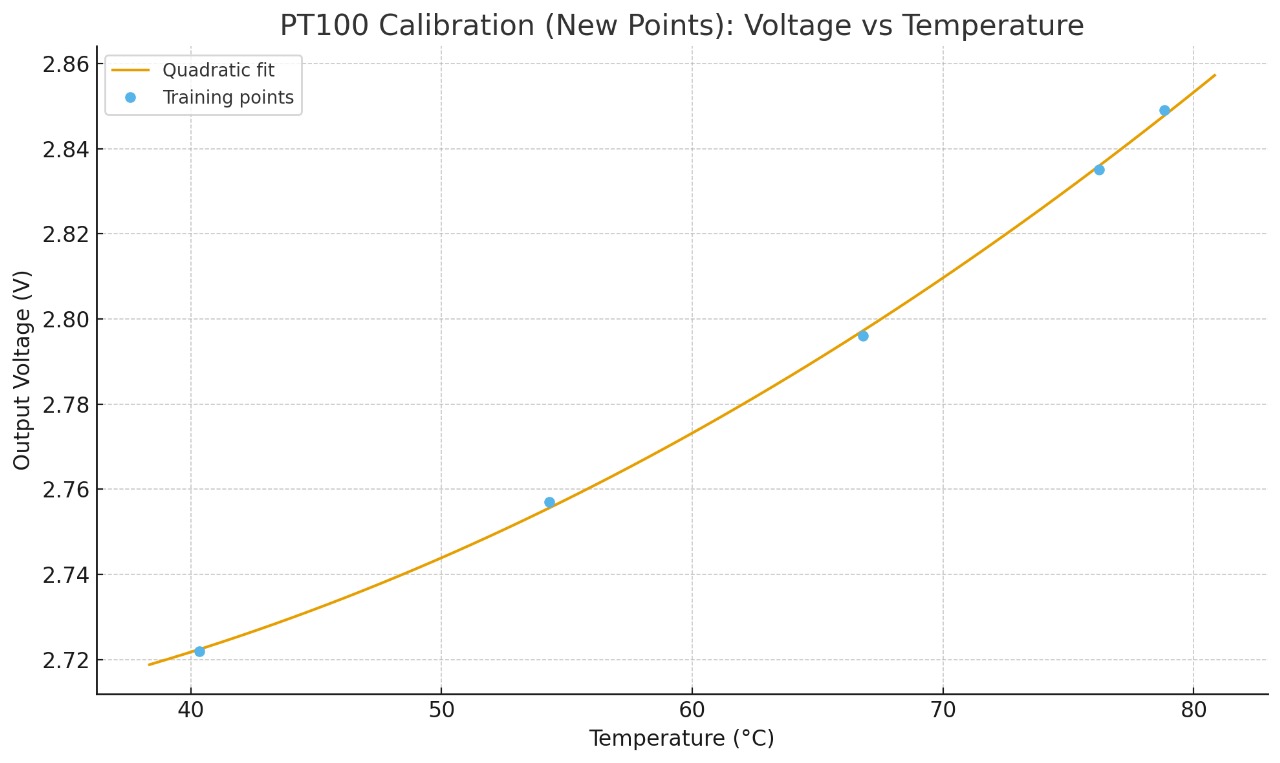 PT100 Calibration (New Points): Voltage vs Temperature
Quadratic fit
Training points
2.86
2.84
2.82
2.80
2.78
2.76
2.74
2.72
Output Voltage (V)
40 50 60 70 80
Temperature (°C)